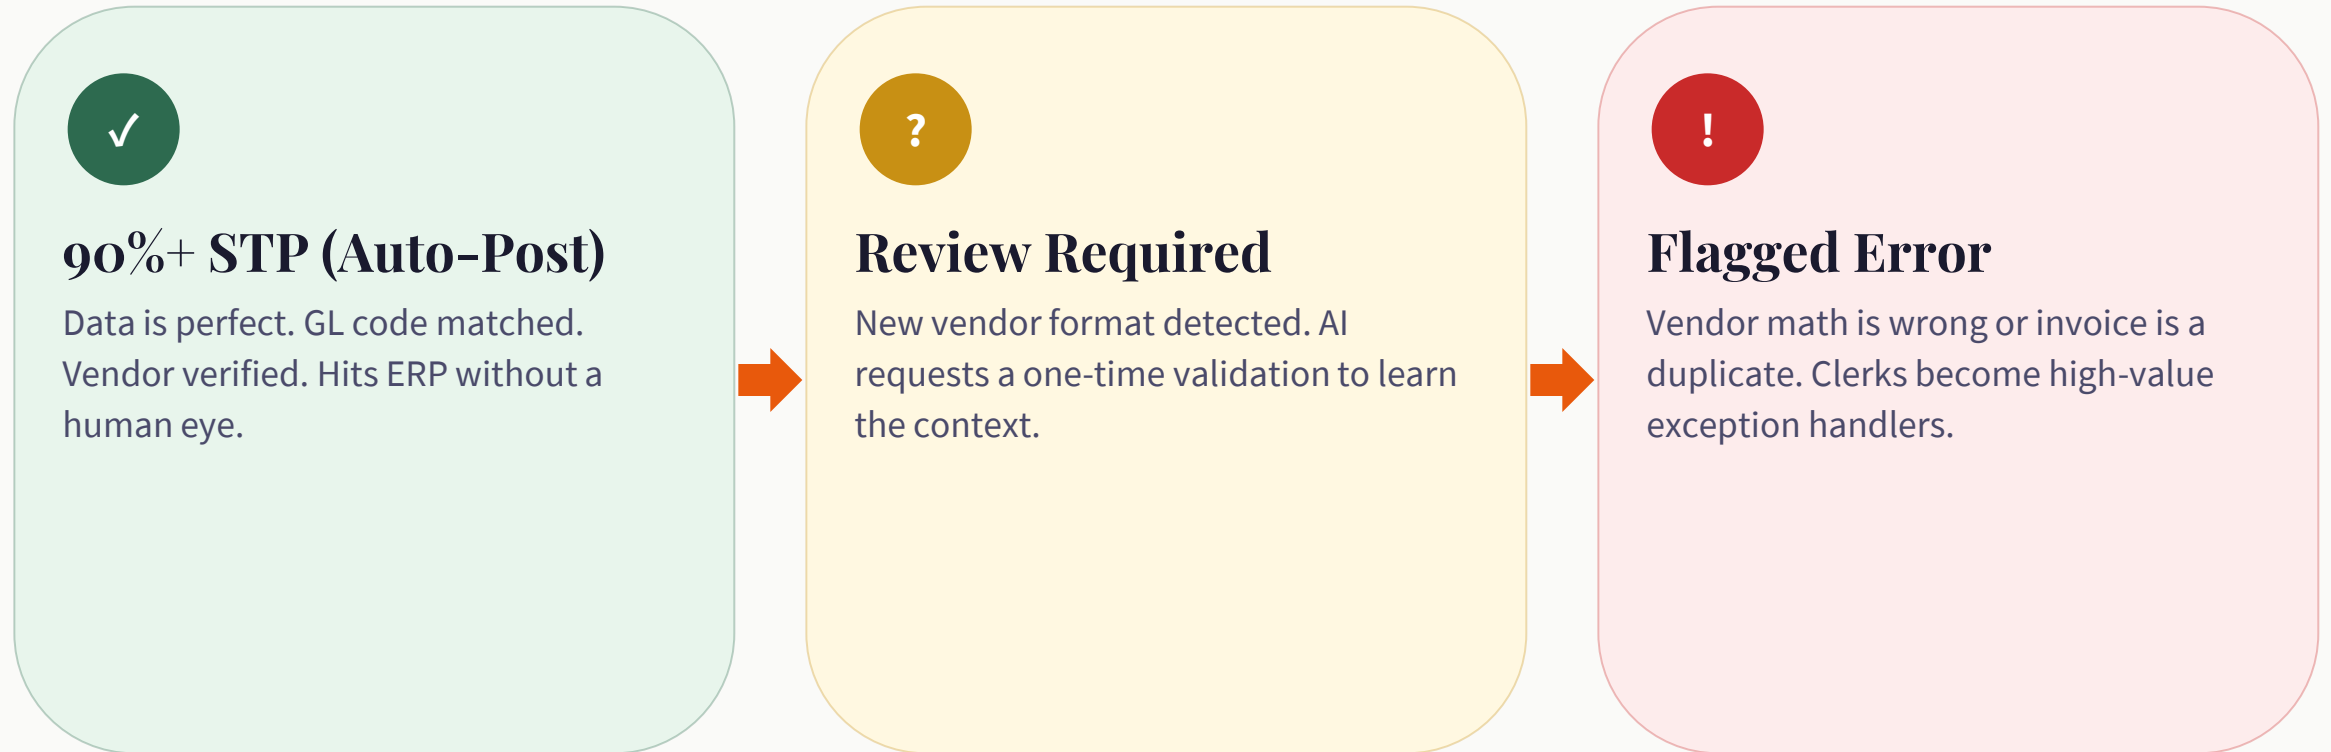 ✓
90%+ STP (Auto-Post)
Data is perfect. GL code matched.
Vendor verified. Hits ERP without a
human eye.
?
Review Required
New vendor format detected. AI
requests a one-time validation to learn
the context.
!
Flagged Error
Vendor math is wrong or invoice is a
duplicate. Clerks become high-value
exception handlers.